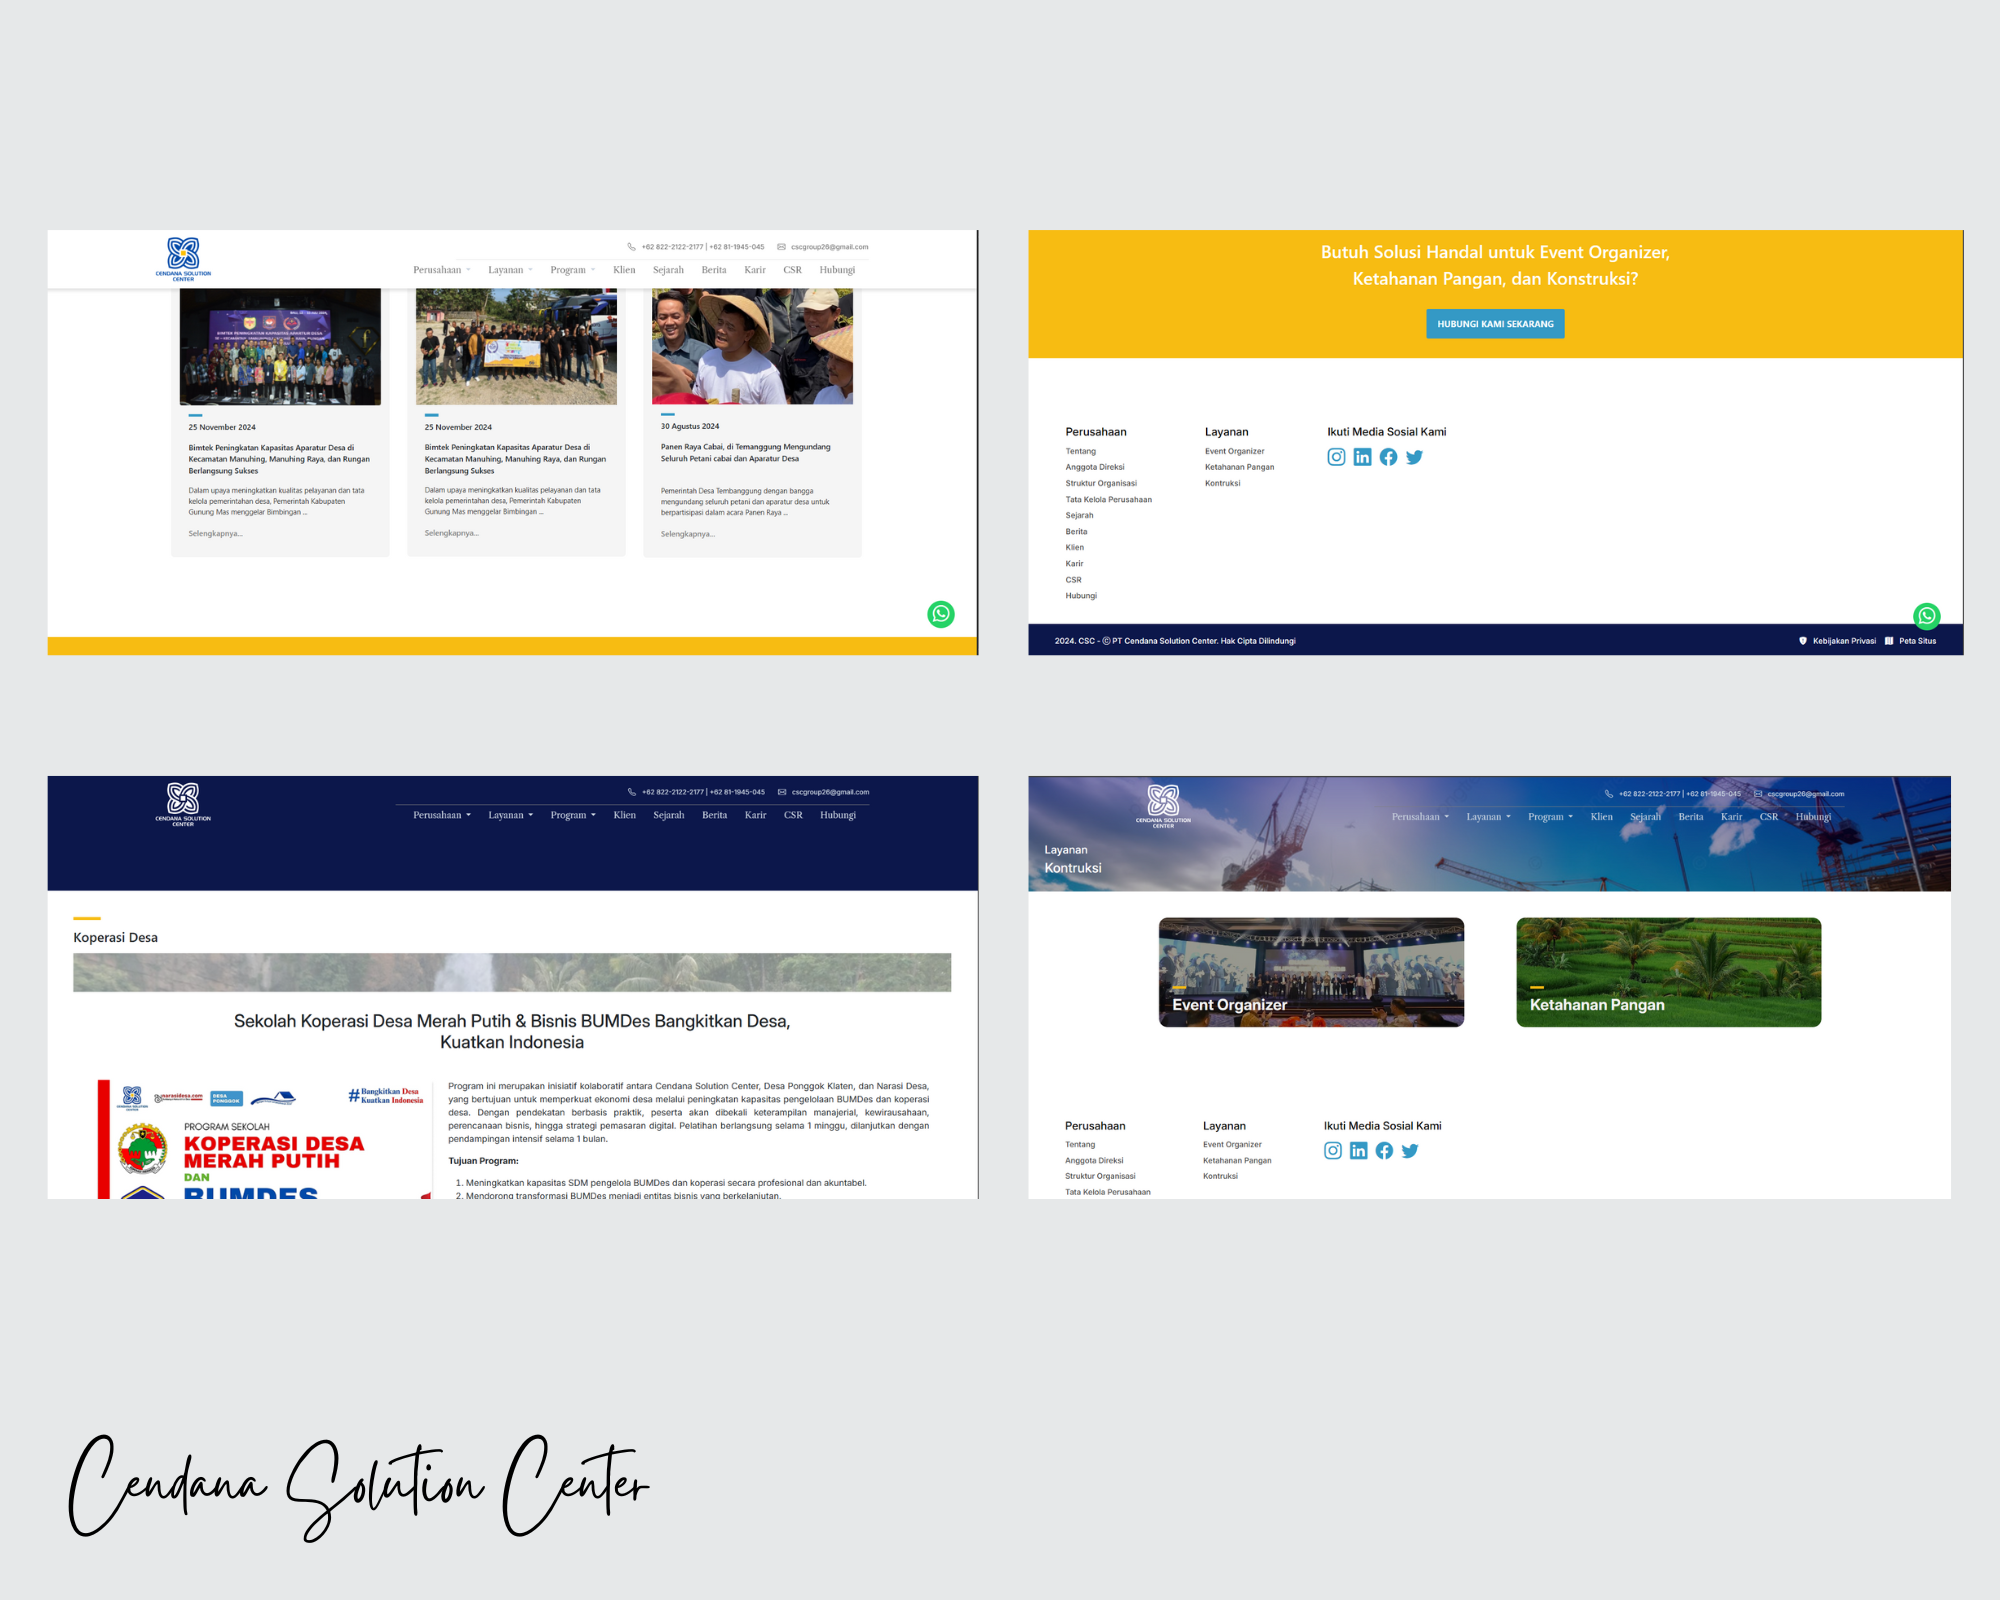 CENDANA SOLUTION
CENTER
+62 822-2122-2177 | +62 81-1945-045 cscgroup26@gmail.com
Perusahaan Layanan Program Klien Sejarah Berita Karir CSR Hubungi
25 November 2024
Bimtek Peningkatan Kapasitas Aparatur Desa di
Kecamatan Manuhing, Manuhing Raya, dan Rungan
Berlangsung Sukses
Dalam upaya meningkatkan kualitas pelayanan dan tata
kelola pemerintahan desa, Pemerintah Kabupaten
Gunung Mas menggelar Bimbingan ...
Selengkapnya...
25 November 2024
Bimtek Peningkatan Kapasitas Aparatur Desa di
Kecamatan Manuhing, Manuhing Raya, dan Rungan
Berlangsung Sukses
Dalam upaya meningkatkan kualitas pelayanan dan tata
kelola pemerintahan desa, Pemerintah Kabupaten
Gunung Mas menggelar Bimbingan ...
Selengkapnya...
30 Agustus 2024
Panen Raya Cabai, di Temanggung Mengundang
Seluruh Petani cabai dan Aparatur Desa
Pemerintah Desa Tembanggung dengan bangga
mengundang seluruh petani dan aparatur desa untuk
berpartisipasi dalam acara Panen Raya ...
Selengkapnya...
Butuh Solusi Handal untuk Event Organizer,
Ketahanan Pangan, dan Konstruksi?
HUBUNGI KAMI SEKARANG
Perusahaan
Tentang
Anggota Direksi
Struktur Organisasi
Tata Kelola Perusahaan
Sejarah
Berita
Klien
Karir
CSR
Hubungi
Layanan
Event Organizer
Ketahanan Pangan
Kontruksi
Ikuti Media Sosial Kami
2024. CSC - © PT Cendana Solution Center. Hak Cipta Dilindungi
Kebijakan Privasi Peta Situs
CENDANA SOLUTION
CENTER
+62 822-2122-2177 | +62 81-1945-045 cscgroup26@gmail.com
Perusahaan Layanan Program Klien Sejarah Berita Karir CSR Hubungi
Koperasi Desa
Sekolah Koperasi Desa Merah Putih & Bisnis BUMDes Bangkitkan Desa,
Kuatkan Indonesia
narasidesa.com
DESA
PONGGOK
#Bangkitkan Desa
Kuatkan Indonesia
PROGRAM SEKOLAH
KOPERASI DESA
MERAH PUTIH
DAN
BUMDES
Program ini merupakan inisiatif kolaboratif antara Cendana Solution Center, Desa Ponggok Klaten, dan Narasi Desa,
yang bertujuan untuk memperkuat ekonomi desa melalui peningkatan kapasitas pengelolaan BUMDes dan koperasi
desa. Dengan pendekatan berbasis praktik, peserta akan dibekali keterampilan manajerial, kewirausahaan,
perencanaan bisnis, hingga strategi pemasaran digital. Pelatihan berlangsung selama 1 minggu, dilanjutkan dengan
pendampingan intensif selama 1 bulan.
Tujuan Program:
1. Meningkatkan kapasitas SDM pengelola BUMDes dan koperasi secara profesional dan akuntabel.
2. Mendorong transformasi BUMDes menjadi entitas bisnis yang berkelanjutan.
CENDANA SOLUTION
CENTER
+62 822-2122-2177 | +62 81-1945-045 cscgroup26@gmail.com
Perusahaan Layanan Program Klien Sejarah Berita Karir CSR Hubungi
Layanan
Kontruksi
Event Organizer
Ketahanan Pangan
Perusahaan
Tentang
Anggota Direksi
Struktur Organisasi
Tata Kelola Perusahaan
Layanan
Event Organizer
Ketahanan Pangan
Kontruksi
Ikuti Media Sosial Kami
Cendana Solution Center